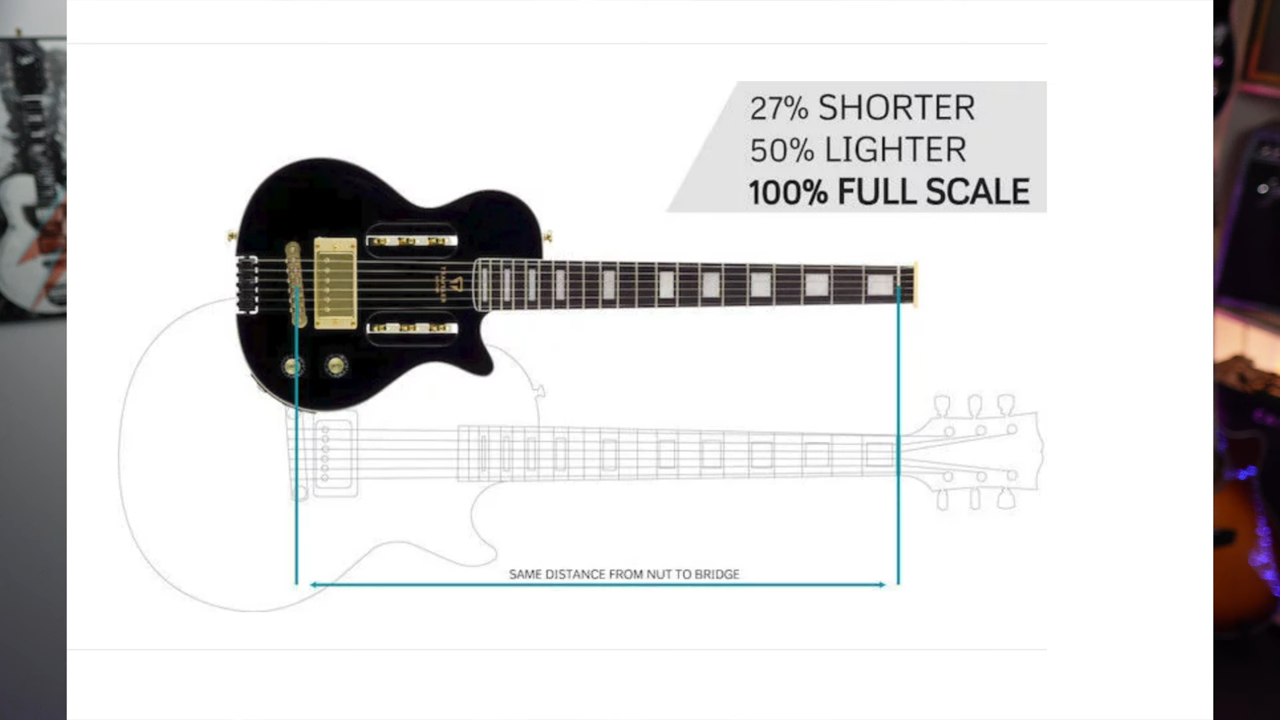 27% SHORTER
50% LIGHTER
100% FULL SCALE
SAME DISTANCE FROM NUT TO BRIDGE